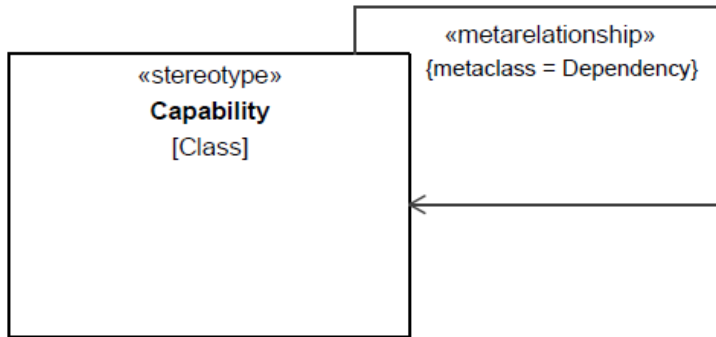 «metarelationship»
{metaclass = Dependency}
«stereotype»
Capability
[Class]